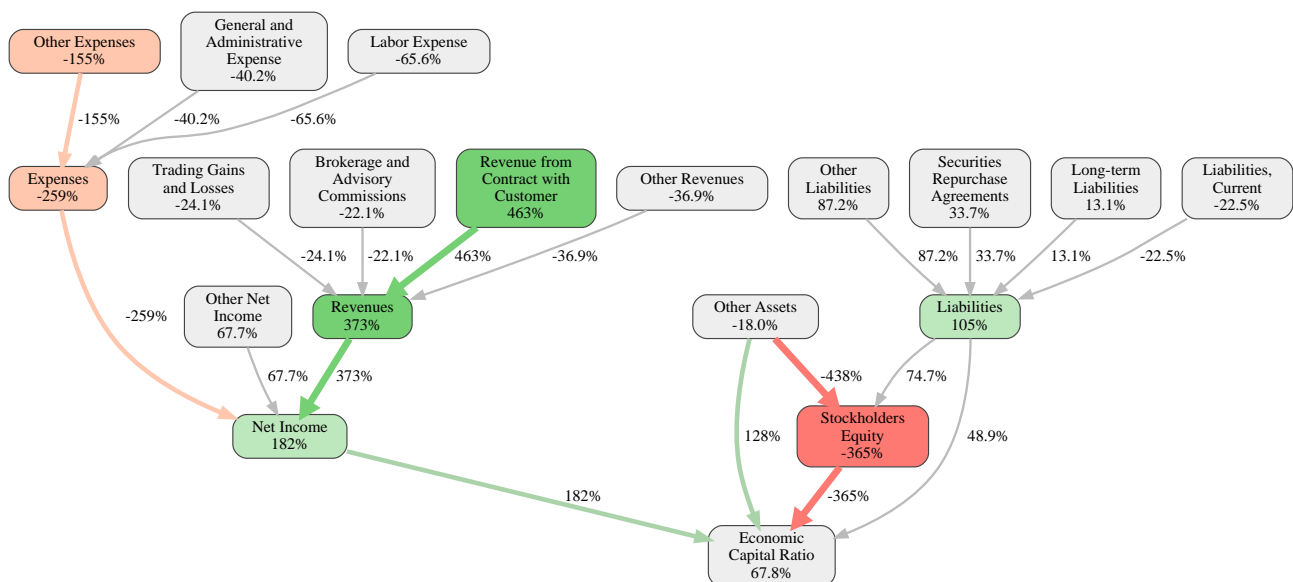 Other Expenses
-155%
General and
Administrative
Expense
-40.2%
Labor Expense
-65.6%
-155%
-40.2%
-65.6%
Expenses
-259%
Trading Gains
and Losses
-24.1%
Brokerage and
Advisory
Commissions
-22.1%
Revenue from
Contract with
Customer
463%
Other Revenues
-36.9%
Other
Liabilities
87.2%
Securities
Repurchase
Agreements
33.7%
Long-term
Liabilities
13.1%
Liabilities,
Current
-22.5%
-24.1%
-22.1%
463%
-36.9%
87.2%
33.7%
13.1%
-22.5%
-259%
Other Net
Income
67.7%
Revenues
373%
Other Assets
-18.0%
Liabilities
105%
67.7%
373%
-438%
74.7%
Net Income
182%
128%
Stockholders
Equity
-365%
48.9%
182%
-365%
Economic
Capital Ratio
67.8%